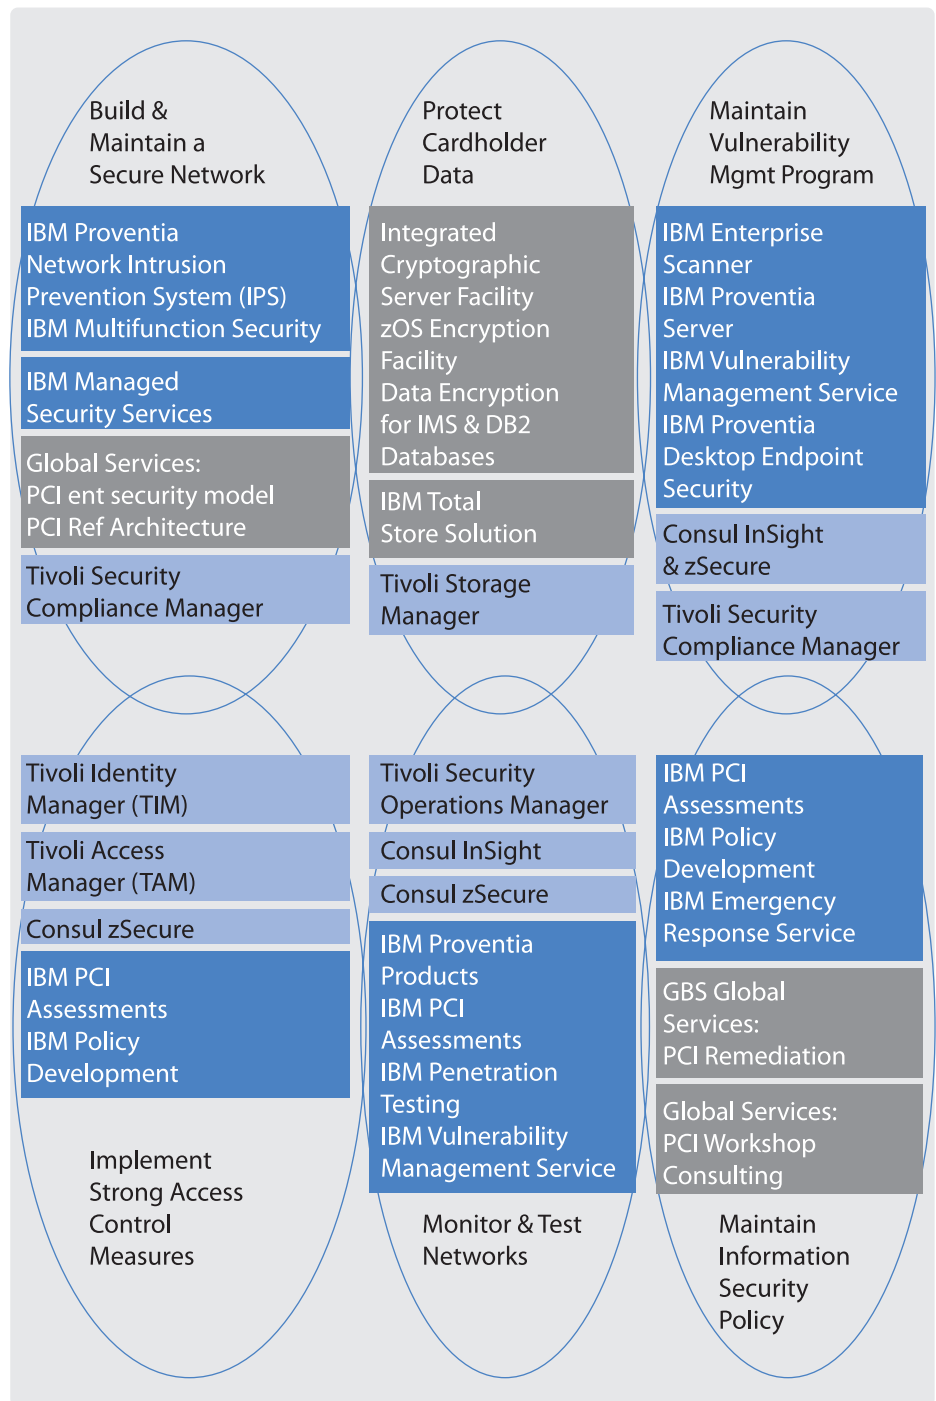 Build &
Maintain a
Secure Network
IBM Proventia
Network Intrusion
Prevention System (IPS)
IBM Multifunction Security
IBM Managed
Security Services
Global Services:
PCI ent security model
PCI Ref Architecture
Tivoli Security
Compliance Manager
Protect
Cardholder
Data
Integrated
Cryptographic
Server Facility
zOS Encryption
Facility
Data Encryption
for IMS & DB2
Databases
IBM Total
Store Solution
Tivoli Storage
Manager
Maintain
Vulnerability
Mgmt Program
IBM Enterprise
Scanner
IBM Proventia
Server
IBM Vulnerability
Management Service
IBM Proventia
Desktop Endpoint
Security
Consul InSight
& zSecure
Tivoli Security
Compliance Manager
Tivoli Identity
Manager (TIM)
Tivoli Access
Manager (TAM)
Consul zSecure
IBM PCI
Assessments
IBM Policy
Development
Implement
Strong Access
Control
Measures
Tivoli Security
Operations Manager
Consul InSight
Consul zSecure
IBM Proventia
Products
IBM PCI
Assessments
IBM Penetration
Testing
IBM Vulnerability
Management Service
Monitor & Test
Networks
IBM PCI
Assessments
IBM Policy
Development
IBM Emergency
Response Service
GBS Global
Services:
PCI Remediation
Global Services:
PCI Workshop
Consulting
Maintain
Information
Security
Policy